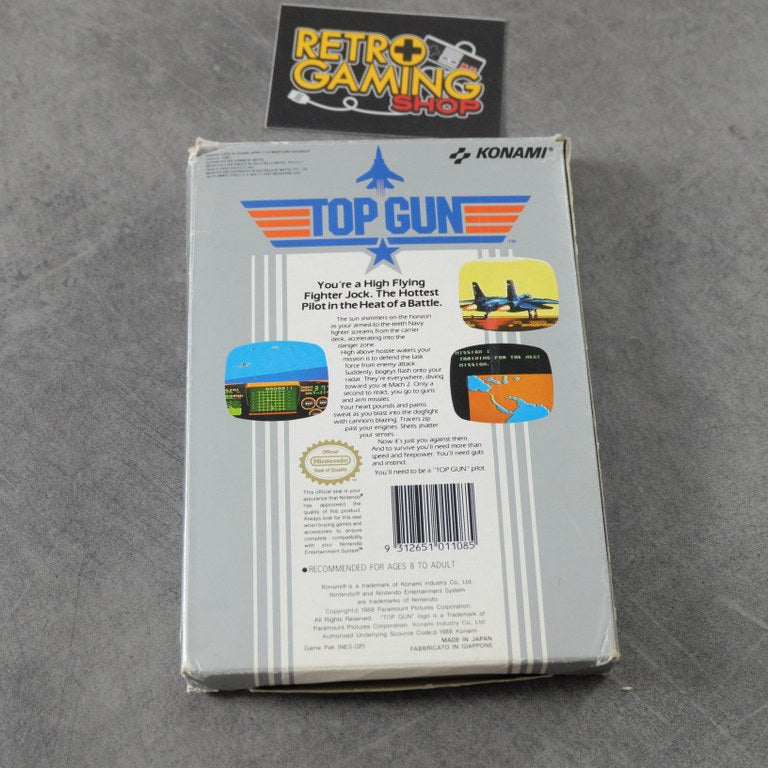 RETRO
GAMING
SHOP
KONAMI®
TOP GUN
™
You're a High Flying
Fighter Jock. The Hottest
Pilot in the Heat of a Battle.
The sun shimmers on the horizon
as your armed-to-the-teeth Navy
fighter screams from the carrier
deck, accelerating into the
danger zone.
High above hostile waters your
mission is to defend the task
force from enemy attack.
Suddenly, bogeys flash onto your
radar. They're everywhere, diving
toward you at Mach 2. Only a
second to react, you go to guns
and arm missiles.
Your heart pounds and palms
sweat as you blast into the dogfight
with cannons blazing. Tracers zip
past your engines. Shells shatter
your senses.
Now it's just you against them.
And to survive you'll need more than
speed and firepower. You'll need guts
and instinct.
You'll need to be a "TOP GUN" pilot.
MISSION 1
TRAINING FOR THE NEXT
MISSION.
Official
Nintendo
Seal of Quality
This official seal is your
assurance that Nintendo®
has approved the
quality of this product.
Always look for this seal
when buying games and
accessories to ensure
complete compatibility
with your Nintendo
Entertainment System®
9 312651 011085
● RECOMMENDED FOR AGES 8 TO ADULT
Konami® is a trademark of Konami Industry Co., Ltd.
Nintendo® and Nintendo Entertainment System
are trademarks of Nintendo.
Copyright © 1988 Paramount Pictures Corporation.
All Rights Reserved. "TOP GUN" logo is a Trademark of
Paramount Pictures Corporation, Konami Industry Co., Ltd.
Authorized Underlying Scource Code © 1988 Konami.
MADE IN JAPAN
Game Pak (NES-GP) FABBRICATO IN GIAPPONE